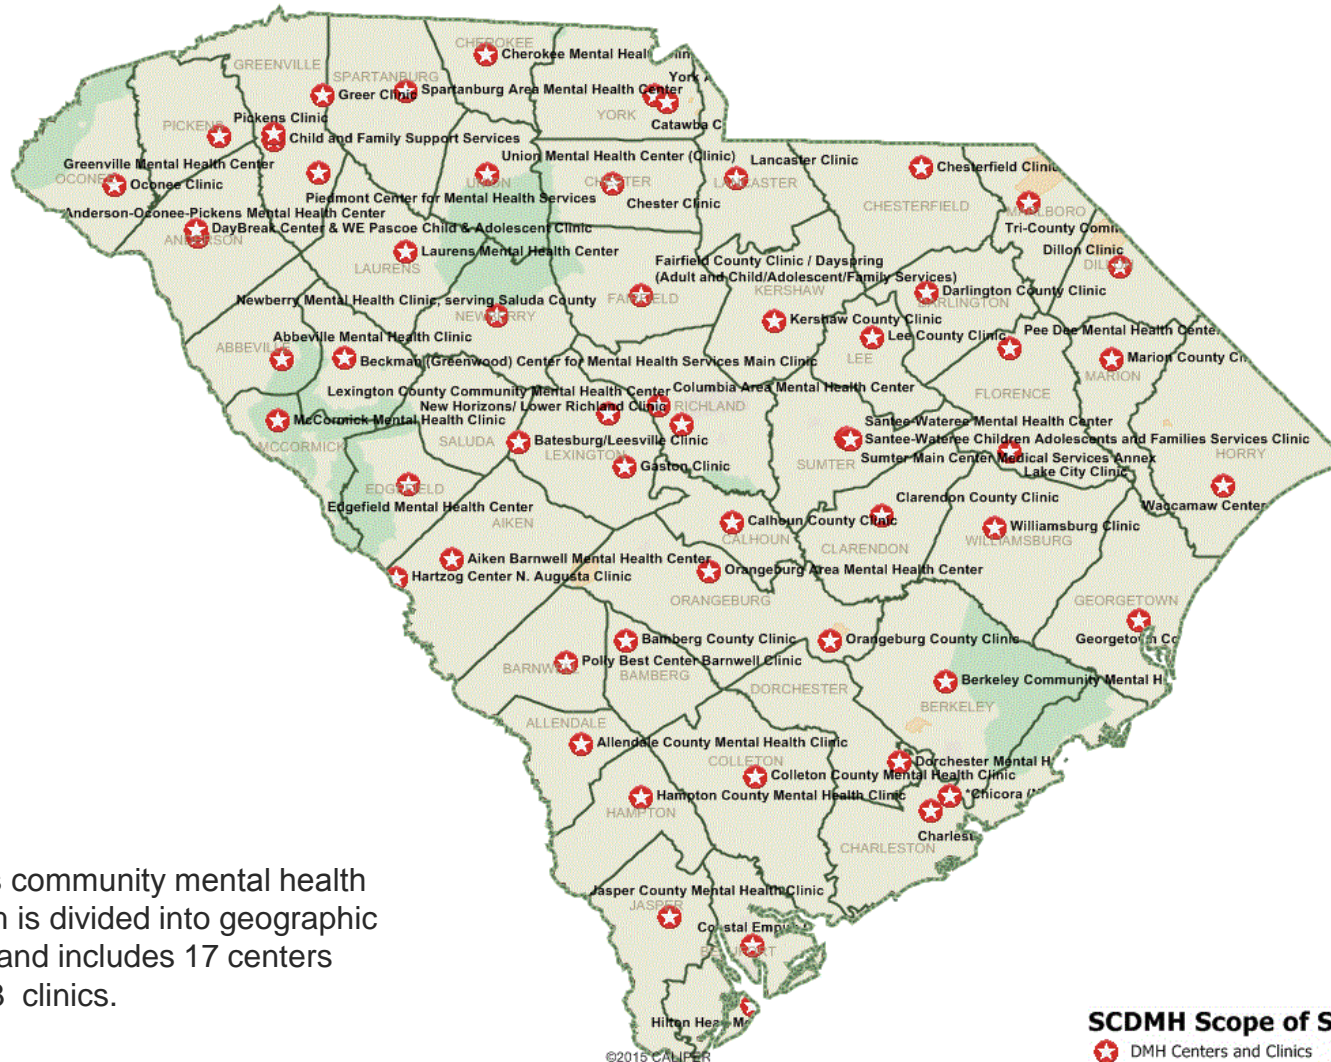 CHEROKEE
Cherokee Mental Heal
GREENVILLE
SPARTANBURG
York
Greer Clinic
Spartanburg Area Mental Health Center
YORK
Catawba C
PICKENS
Pickens Clinic
Child and Family Support Services
Greenville Mental Health Center
OCONEE
Oconee Clinic
Union Mental Health Center (Clinic)
UNION
Piedmont Center for Mental Health Services
CHESTER
Chester Clinic
Lancaster Clinic
LANCASTER
Chesterfield Clinic
CHESTERFIELD
MARLBORO
Tri-County Comm
Dillon Clinic
DILLON
Anderson-Oconee-Pickens Mental Health Center
DayBreak Center & WE Pascoe Child & Adolescent Clinic
ANDERSON
Laurens Mental Health Center
LAURENS
Fairfield County Clinic / Dayspring
(Adult and Child/Adolescent/Family Services)
FAIRFIELD
KERSHAW
Kershaw County Clinic
Darlington County Clinic
DARLINGTON
Newberry Mental Health Clinic, serving Saluda County
NEWBERRY
Lee County Clinic
LEE
Pee Dee Mental Health Center
Marion County C
MARION
FLORENCE
Abbeville Mental Health Clinic
ABBEVILLE
Beckman (Greenwood) Center for Mental Health Services Main Clinic
Lexington County Community Mental Health Center
Columbia Area Mental Health Center
New Horizons/ Lower Richland Clinic
RICHLAND
McCormick Mental Health Clinic
MCCORMICK
SALUDA
Batesburg/Leesville Clinic
LEXINGTON
Gaston Clinic
Santee-Wateree Mental Health Center
Santee-Wateree Children Adolescents and Families Services Clinic
Sumter Main Center Medical Services Annex
SUMTER
Lake City Clinic
HORRY
Waccamaw Center
EDGEFIELD
Edgefield Mental Health Center
AIKEN
Clarendon County Clinic
CLARENDON
Calhoun County Clinic
CALHOUN
Williamsburg Clinic
WILLIAMSBURG
Aiken Barnwell Mental Health Center
Hartzog Center N. Augusta Clinic
Orangeburg Area Mental Health Center
ORANGEBURG
GEORGETOWN
Georgetown Co
Bamberg County Clinic
BAMBERG
Orangeburg County Clinic
Polly Best Center Barnwell Clinic
BARNWELL
DORCHESTER
Berkeley Community Mental H
BERKELEY
ALLENDALE
Allendale County Mental Health Clinic
COLLETON
Colleton County Mental Health Clinic
Dorchester Mental H
Hampton County Mental Health Clinic
HAMPTON
*Chicora (
Charles
CHARLESTON
Jasper County Mental Health Clinic
JASPER
Coastal Empi
BEAUFORT
Hilton Hea
s community mental health
n is divided into geographic
and includes 17 centers
clinics.
©2015 CALIPER
SCDMH Scope of S
DMH Centers and Clinics